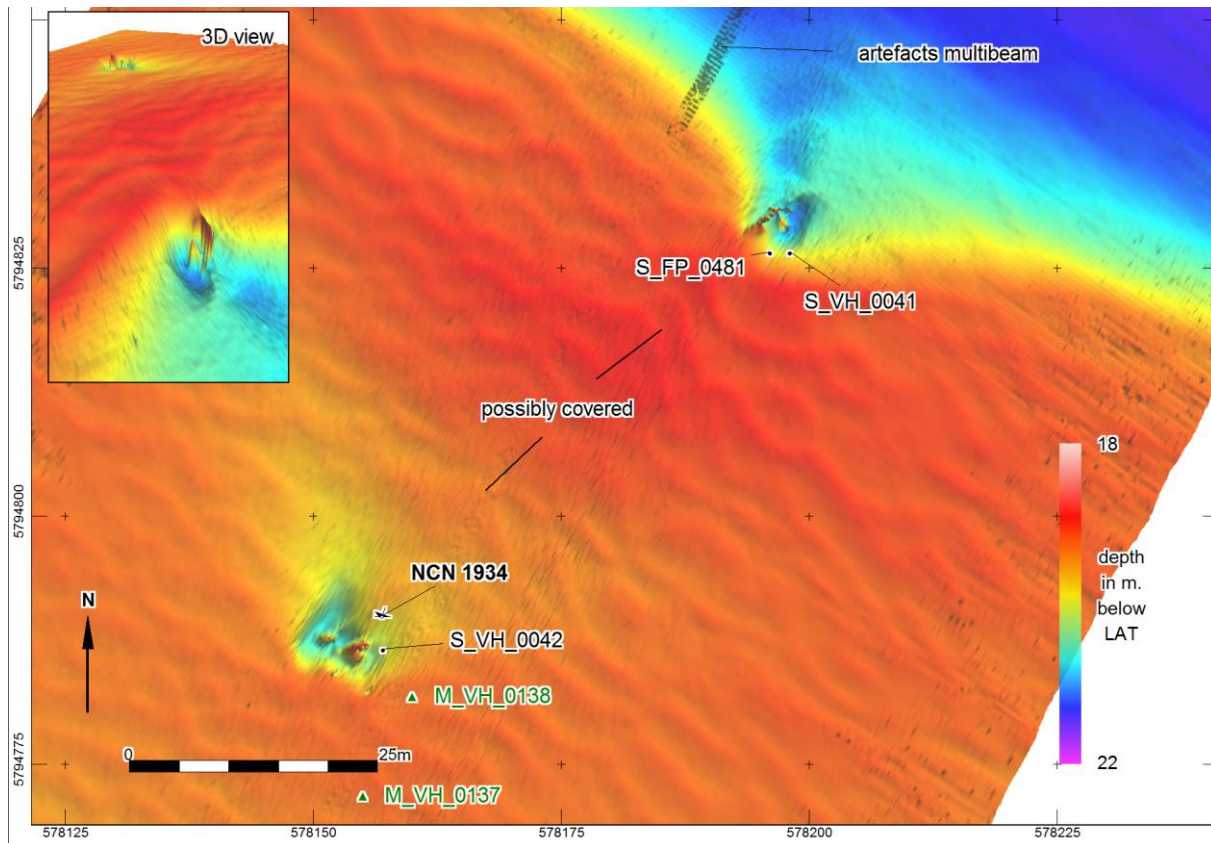 3D view
artefacts multibeam
5794825
S_FP_0481
S_VH_0041
possibly covered
18
depth
in m.
below
LAT
22
5794800
NCN 1934
N
S_VH_0042
M_VH_0138
0
25m
5794775
M_VH_0137
578125
578150
578175
578200
578225